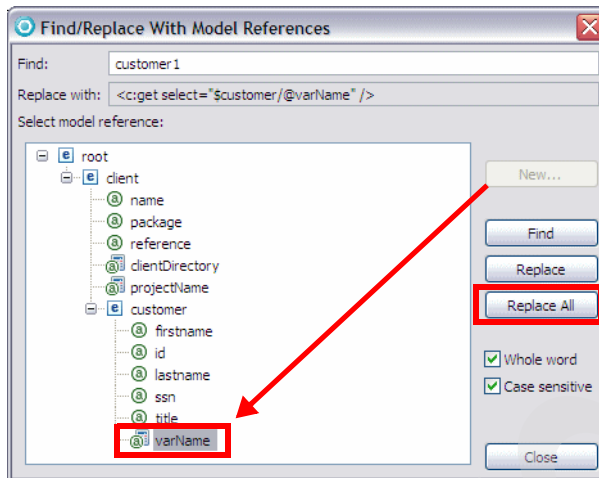 Find/Replace With Model References
Find: customer1
Replace with: <c:get select="$customer/@varName" />
Select model reference:
e root
e client
a name
a package
a reference
a clientDirectory
a projectName
e customer
a firstname
a id
a lastname
a ssn
a title
a varName
New...
Find
Replace
Replace All
Whole word
Case sensitive
Close